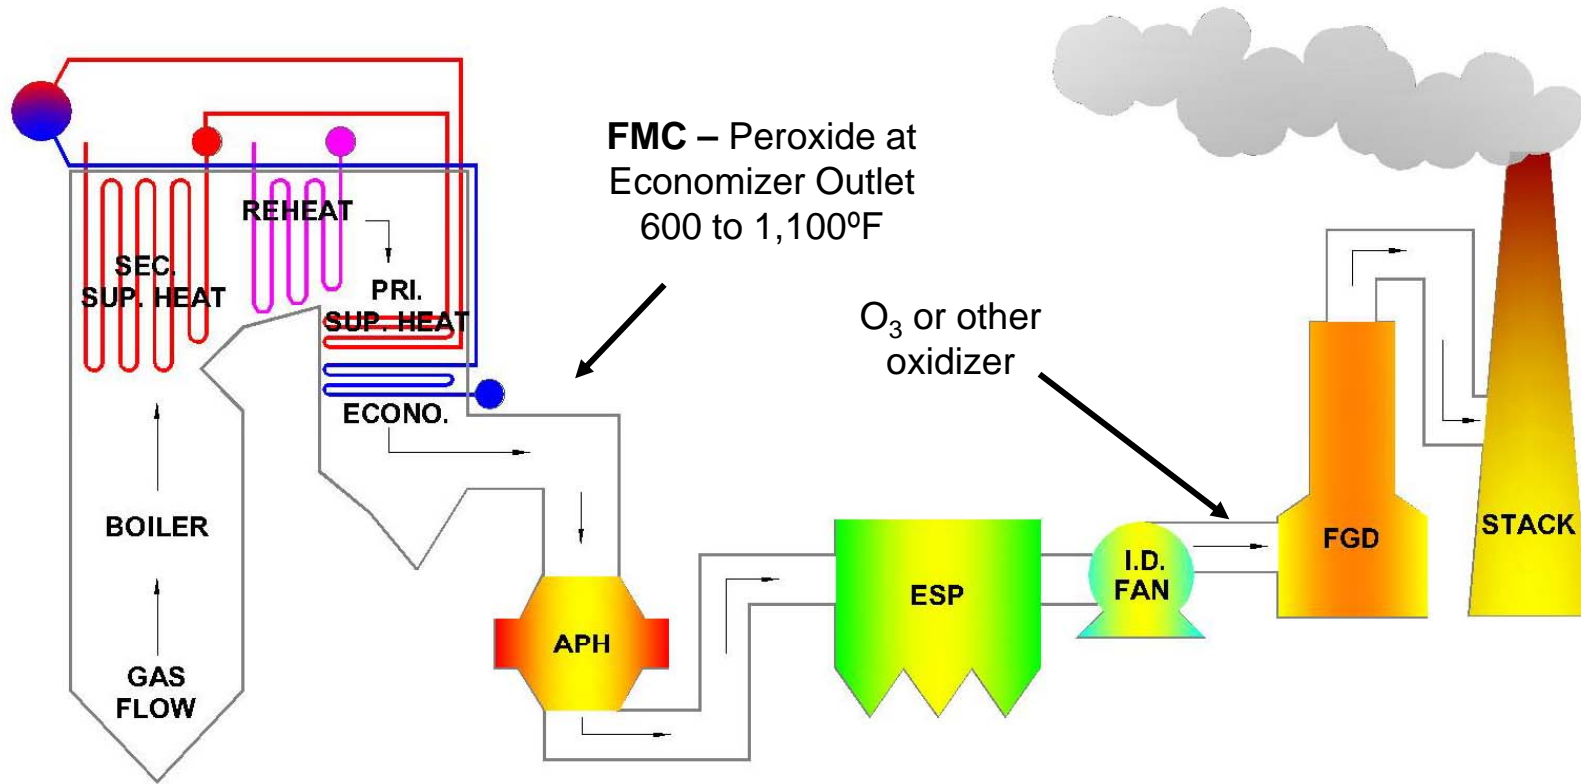 FMC – Peroxide at
Economizer Outlet
600 to 1,100ºF
REHEAT
SEC.
SUP. HEAT
PRI.
SUP. HEAT
O3 or other
oxidizer
ECONO.
BOILER
STACK
FGD
I.D.
FAN
ESP
APH
GAS
FLOW